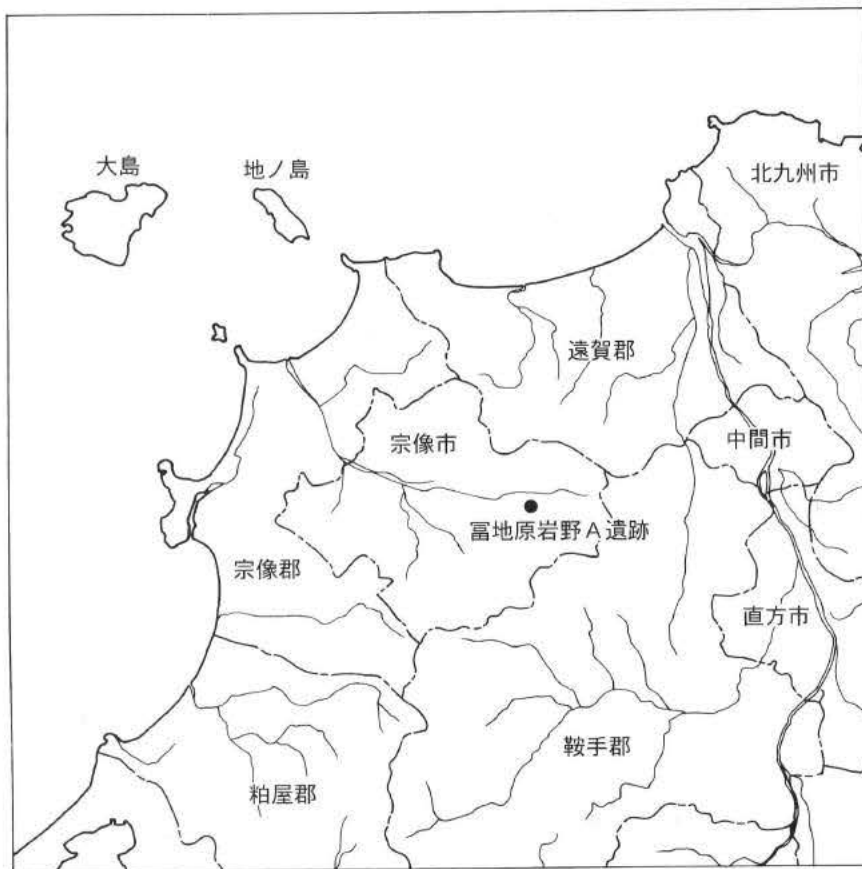 大島
地ノ島
北九州市
遠賀郡
宗像市
中間市
冨地原岩野A遺跡
宗像郡
直方市
鞍手郡
粕屋郡